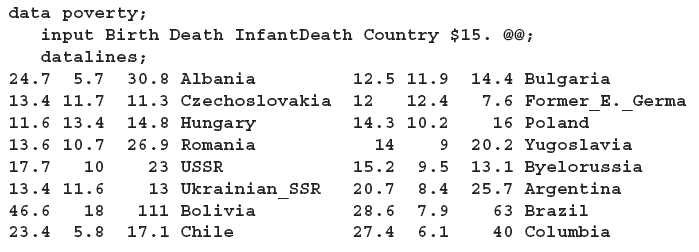 data poverty;
   input Birth Death InfantDeath Country $15. @@;
   datalines;
24.7  5.7  30.8 Albania         12.5 11.9  14.4 Bulgaria
13.4 11.7  11.3 Czechoslovakia  12   12.4   7.6 Former_E._Germa
11.6 13.4  14.8 Hungary         14.3 10.2    16 Poland
13.6 10.7  26.9 Romania           14    9  20.2 Yugoslavia
17.7   10    23 USSR            15.2  9.5  13.1 Byelorussia
13.4 11.6    13 Ukrainian_SSR   20.7  8.4  25.7 Argentina
46.6   18   111 Bolivia         28.6  7.9    63 Brazil
23.4  5.8  17.1 Chile           27.4  6.1    40 Columbia